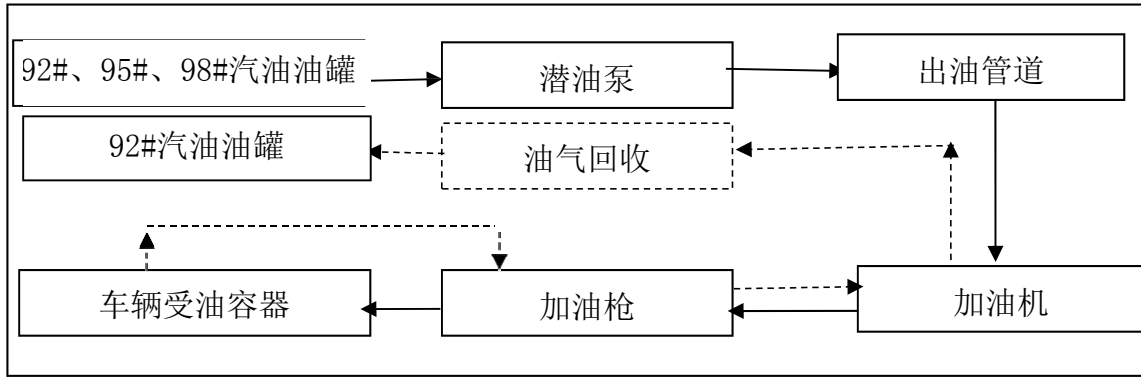 92#、95#、98#汽油油罐
潜油泵
出油管道
92#汽油油罐
油气回收
车辆受油容器
加油枪
加油机